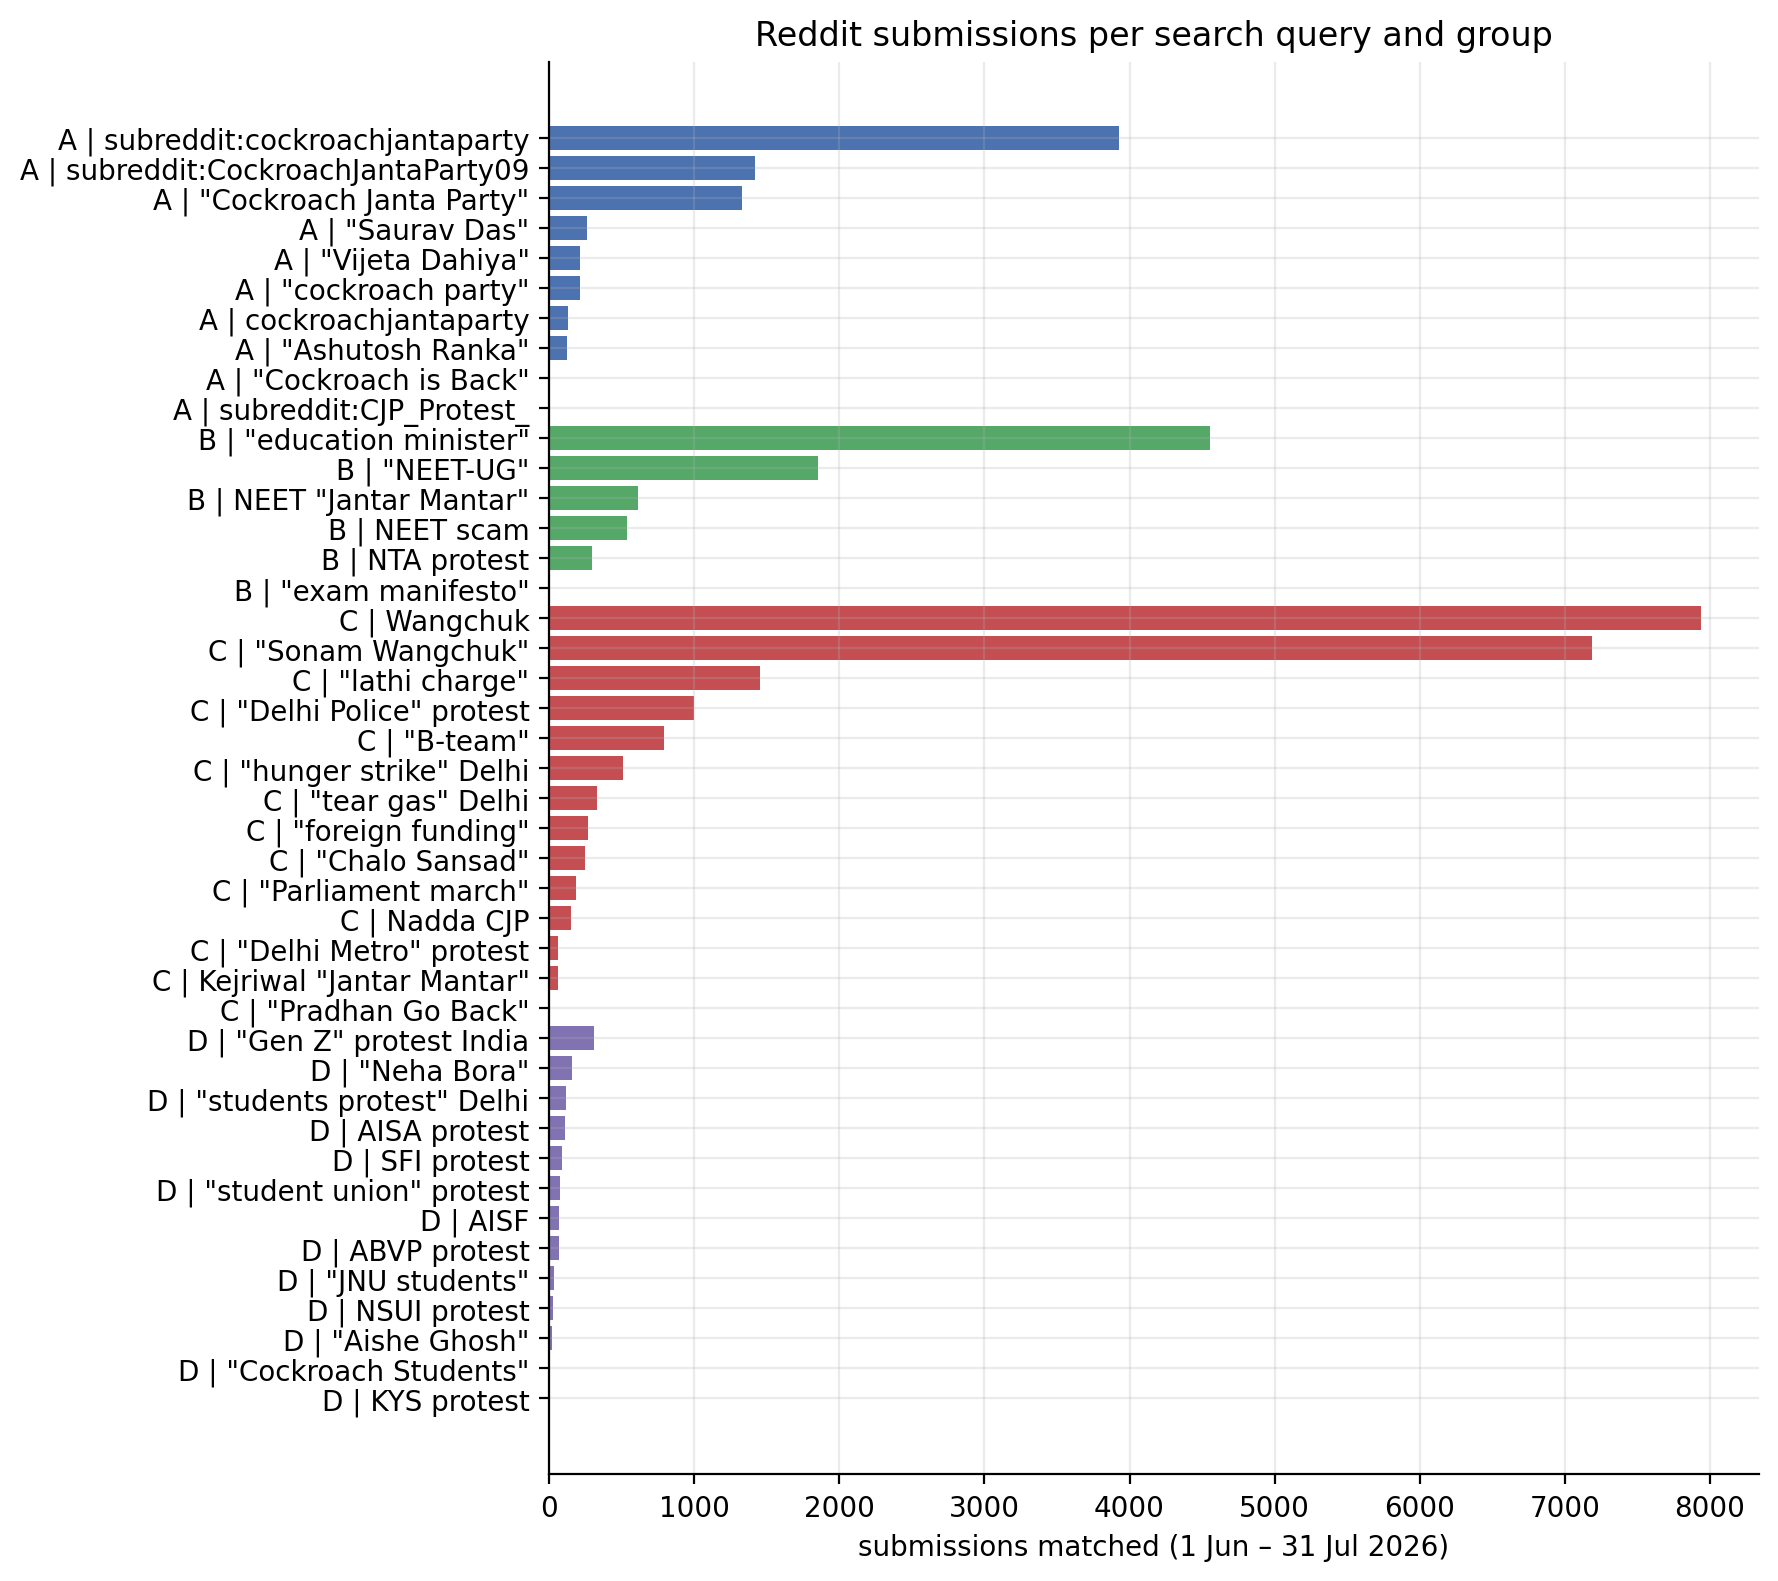 Reddit submissions per search query and group
A | subreddit:cockroachjantaparty
A | subreddit:CockroachJantaParty09
A | "Cockroach Janta Party"
A | "Saurav Das"
A | "Vijeta Dahiya"
A | "cockroach party"
A | cockroachjantaparty
A | "Ashutosh Ranka"
A | "Cockroach is Back"
A | subreddit:CJP_Protest_
B | "education minister"
B | "NEET-UG"
B | NEET "Jantar Mantar"
B | NEET scam
B | NTA protest
B | "exam manifesto"
C | Wangchuk
C | "Sonam Wangchuk"
C | "lathi charge"
C | "Delhi Police" protest
C | "B-team"
C | "hunger strike" Delhi
C | "tear gas" Delhi
C | "foreign funding"
C | "Chalo Sansad"
C | "Parliament march"
C | Nadda CJP
C | "Delhi Metro" protest
C | Kejriwal "Jantar Mantar"
C | "Pradhan Go Back"
D | "Gen Z" protest India
D | "Neha Bora"
D | "students protest" Delhi
D | AISA protest
D | SFI protest
D | "student union" protest
D | AISF
D | ABVP protest
D | "JNU students"
D | NSUI protest
D | "Aishe Ghosh"
D | "Cockroach Students"
D | KYS protest
0 1000 2000 3000 4000 5000 6000 7000 8000
submissions matched (1 Jun – 31 Jul 2026)